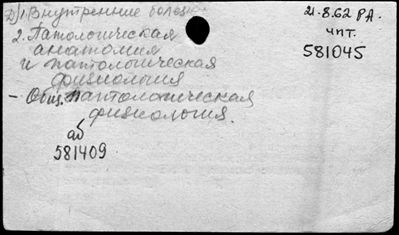 Д) 1. Внутренние болезни
2. Патологическая
анатомия
и патологическая
физиология
– Общ. патологическая
физиология.
аб
581409
21-8.62 РА.
чит.
581045